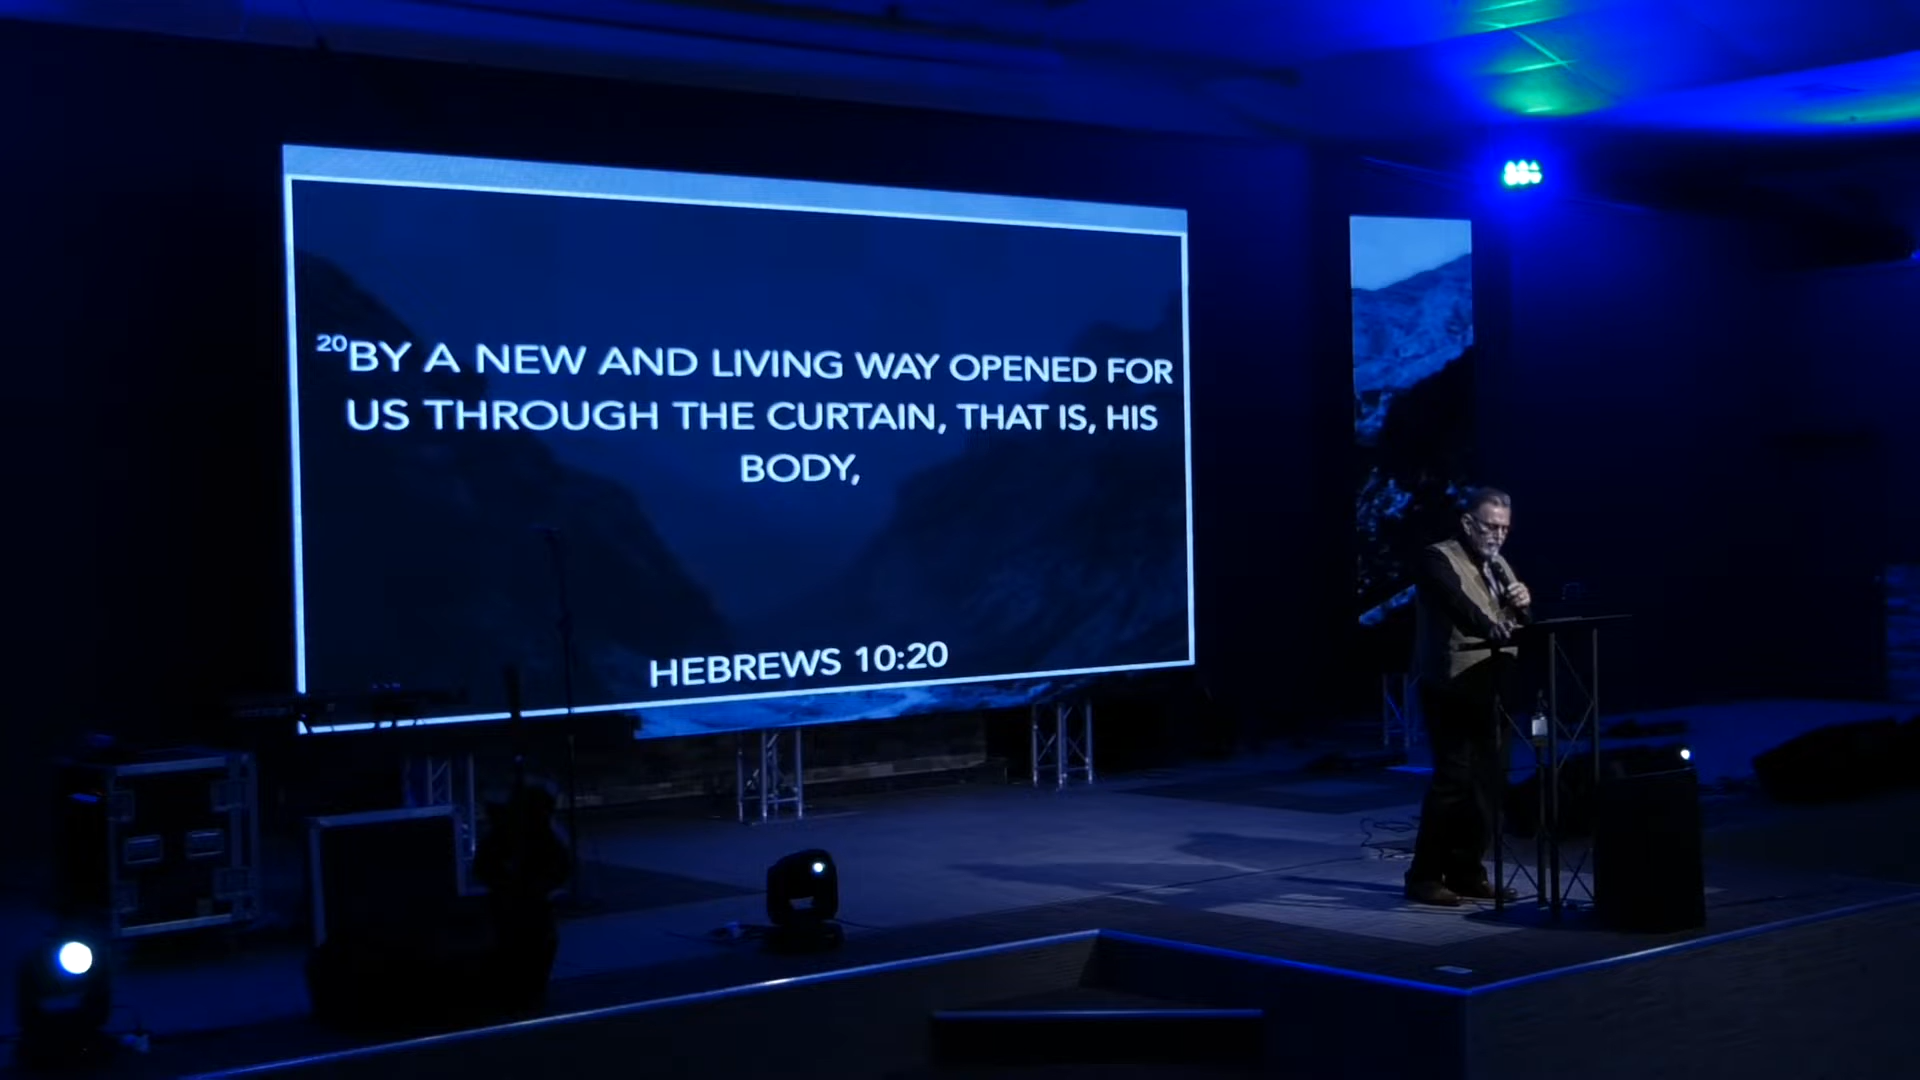 20BY A NEW AND LIVING WAY OPENED FOR
US THROUGH THE CURTAIN, THAT IS, HIS
BODY,
HEBREWS 10:20